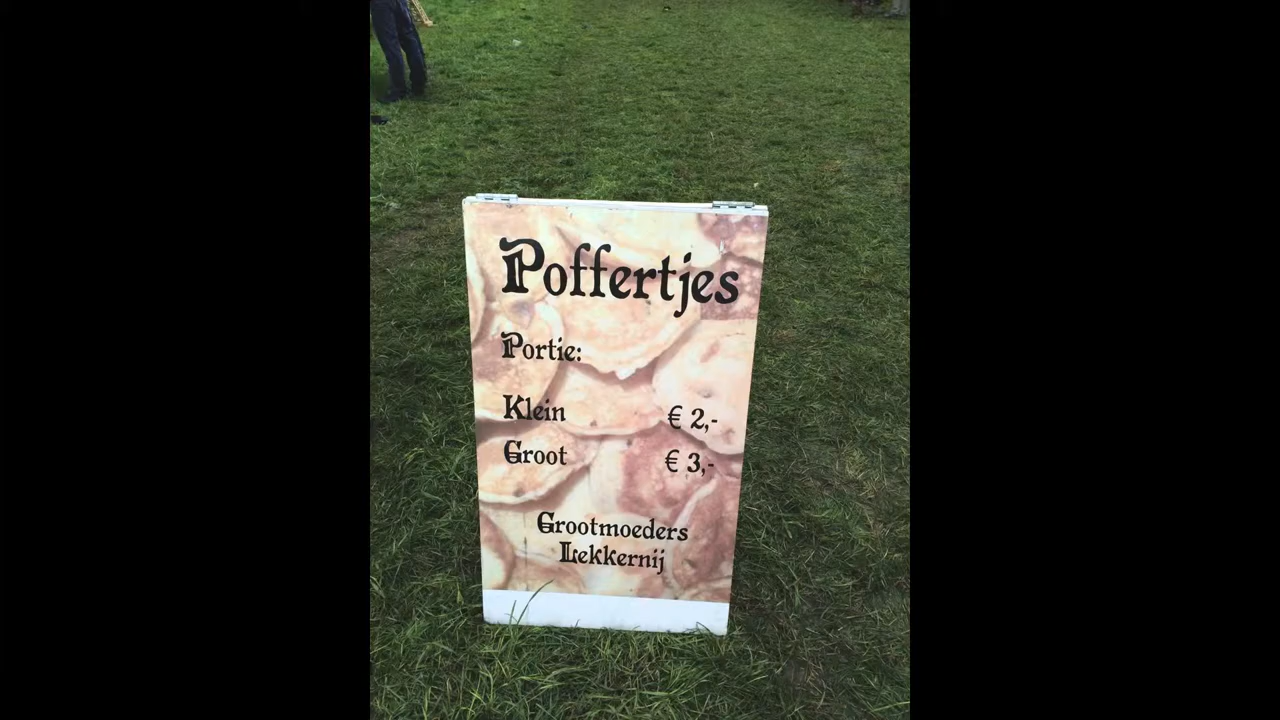 Poffertjes
Portie:
Klein € 2,-
Groot € 3,-
Grootmoeders
Lekkernij